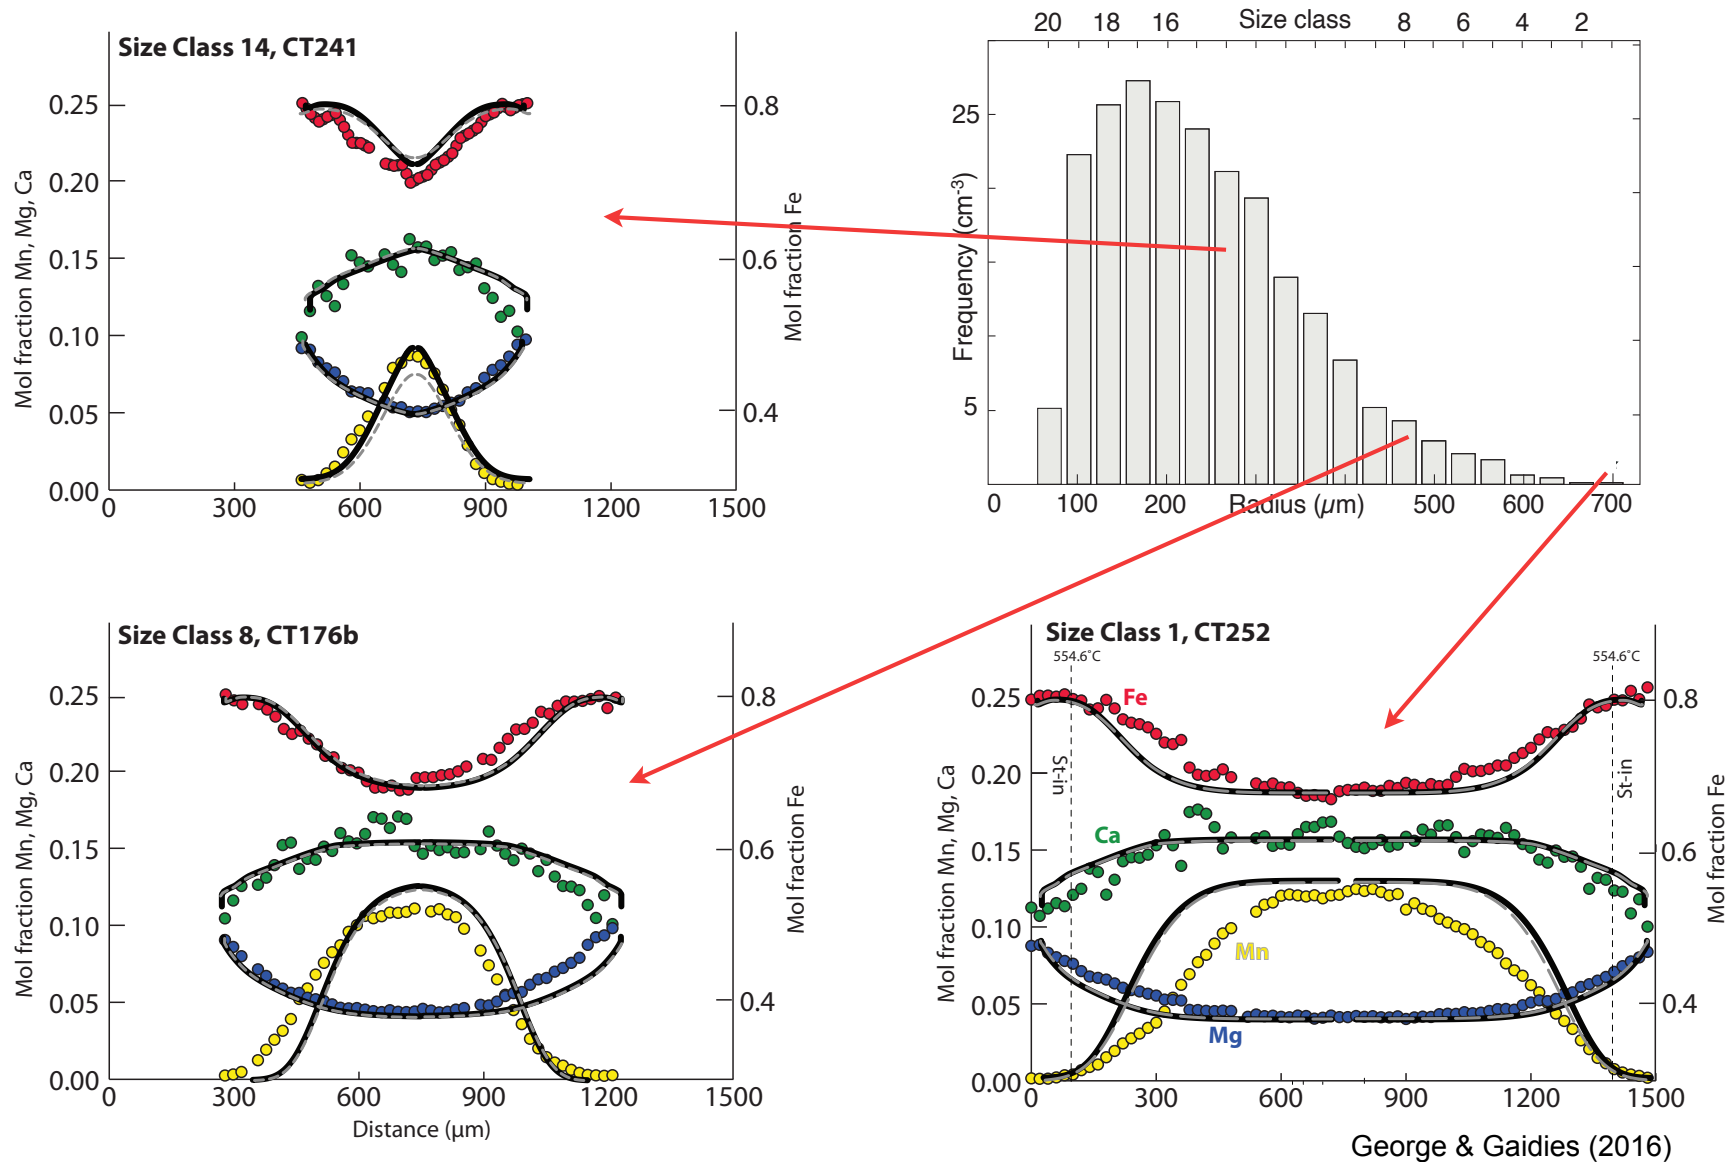 Size Class 14, CT241
0.25
0.20
0.15
0.10
0.05
0.00
Mol fraction Mn, Mg, Ca
0.8
0.6
0.4
Mol fraction Fe
0 300 600 900 1200 1500
20 18 16 Size class 8 6 4 2
25
5
Frequency (cm-3)
0 100 200 Radius (µm) 500 600 700
Size Class 8, CT176b
0.25
0.20
0.15
0.10
0.05
0.00
Mol fraction Mn, Mg, Ca
0.8
0.6
0.4
Mol fraction Fe
0 300 600 900 1200 1500
Distance (µm)
Size Class 1, CT252
554.6°C 554.6°C
0.25
0.20
0.15
0.10
0.05
0.00
Mol fraction Mn, Mg, Ca
St-in
St-in
Fe
Ca
Mn
Mg
0.8
0.6
0.4
Mol fraction Fe
0 300 600 900 1200 1500
George & Gaidies (2016)